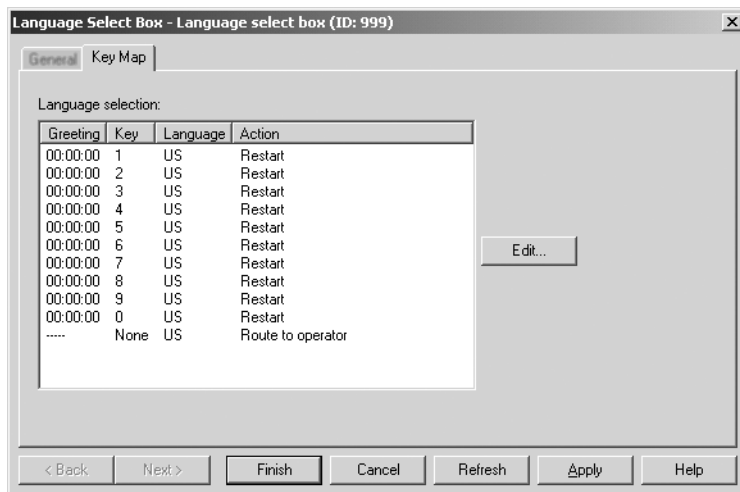 Language Select Box - Language select box (ID: 999)
General Key Map
Language selection:
Greeting Key Language Action
00:00:00 1 US Restart
00:00:00 2 US Restart
00:00:00 3 US Restart
00:00:00 4 US Restart
00:00:00 5 US Restart
00:00:00 6 US Restart
00:00:00 7 US Restart
00:00:00 8 US Restart
00:00:00 9 US Restart
00:00:00 0 US Restart
----- None US Route to operator
Edit...
< Back Next > Finish Cancel Refresh Apply Help